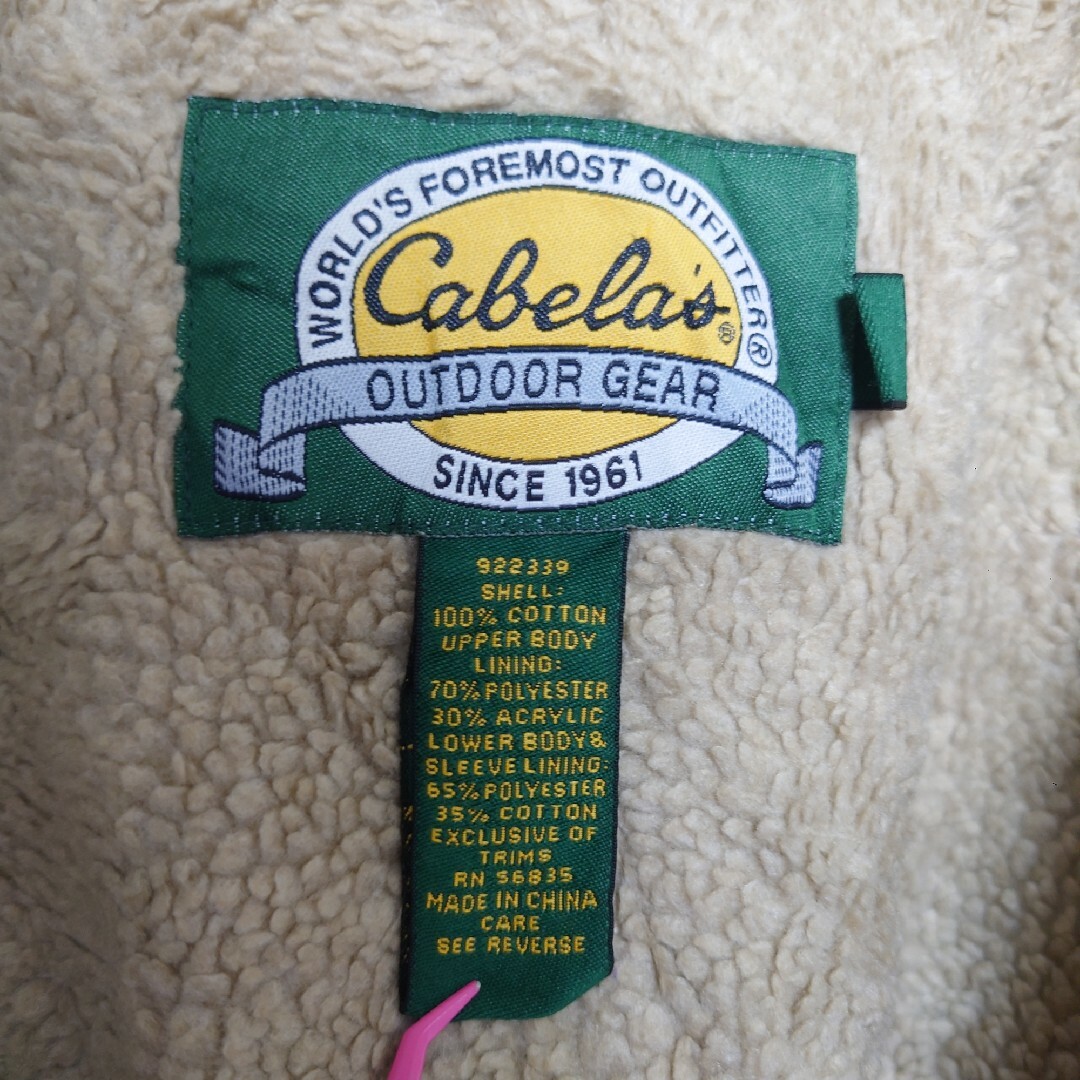 WORLD'S FOREMOST OUTFITTER®
Cabela's®
OUTDOOR GEAR
SINCE 1961
922339
SHELL:
100% COTTON
UPPER BODY
LINING:
70% POLYESTER
30% ACRYLIC
LOWER BODY &
SLEEVE LINING:
65% POLYESTER
35% COTTON
EXCLUSIVE OF
TRIMS
RN 56835
MADE IN CHINA
CARE
SEE REVERSE